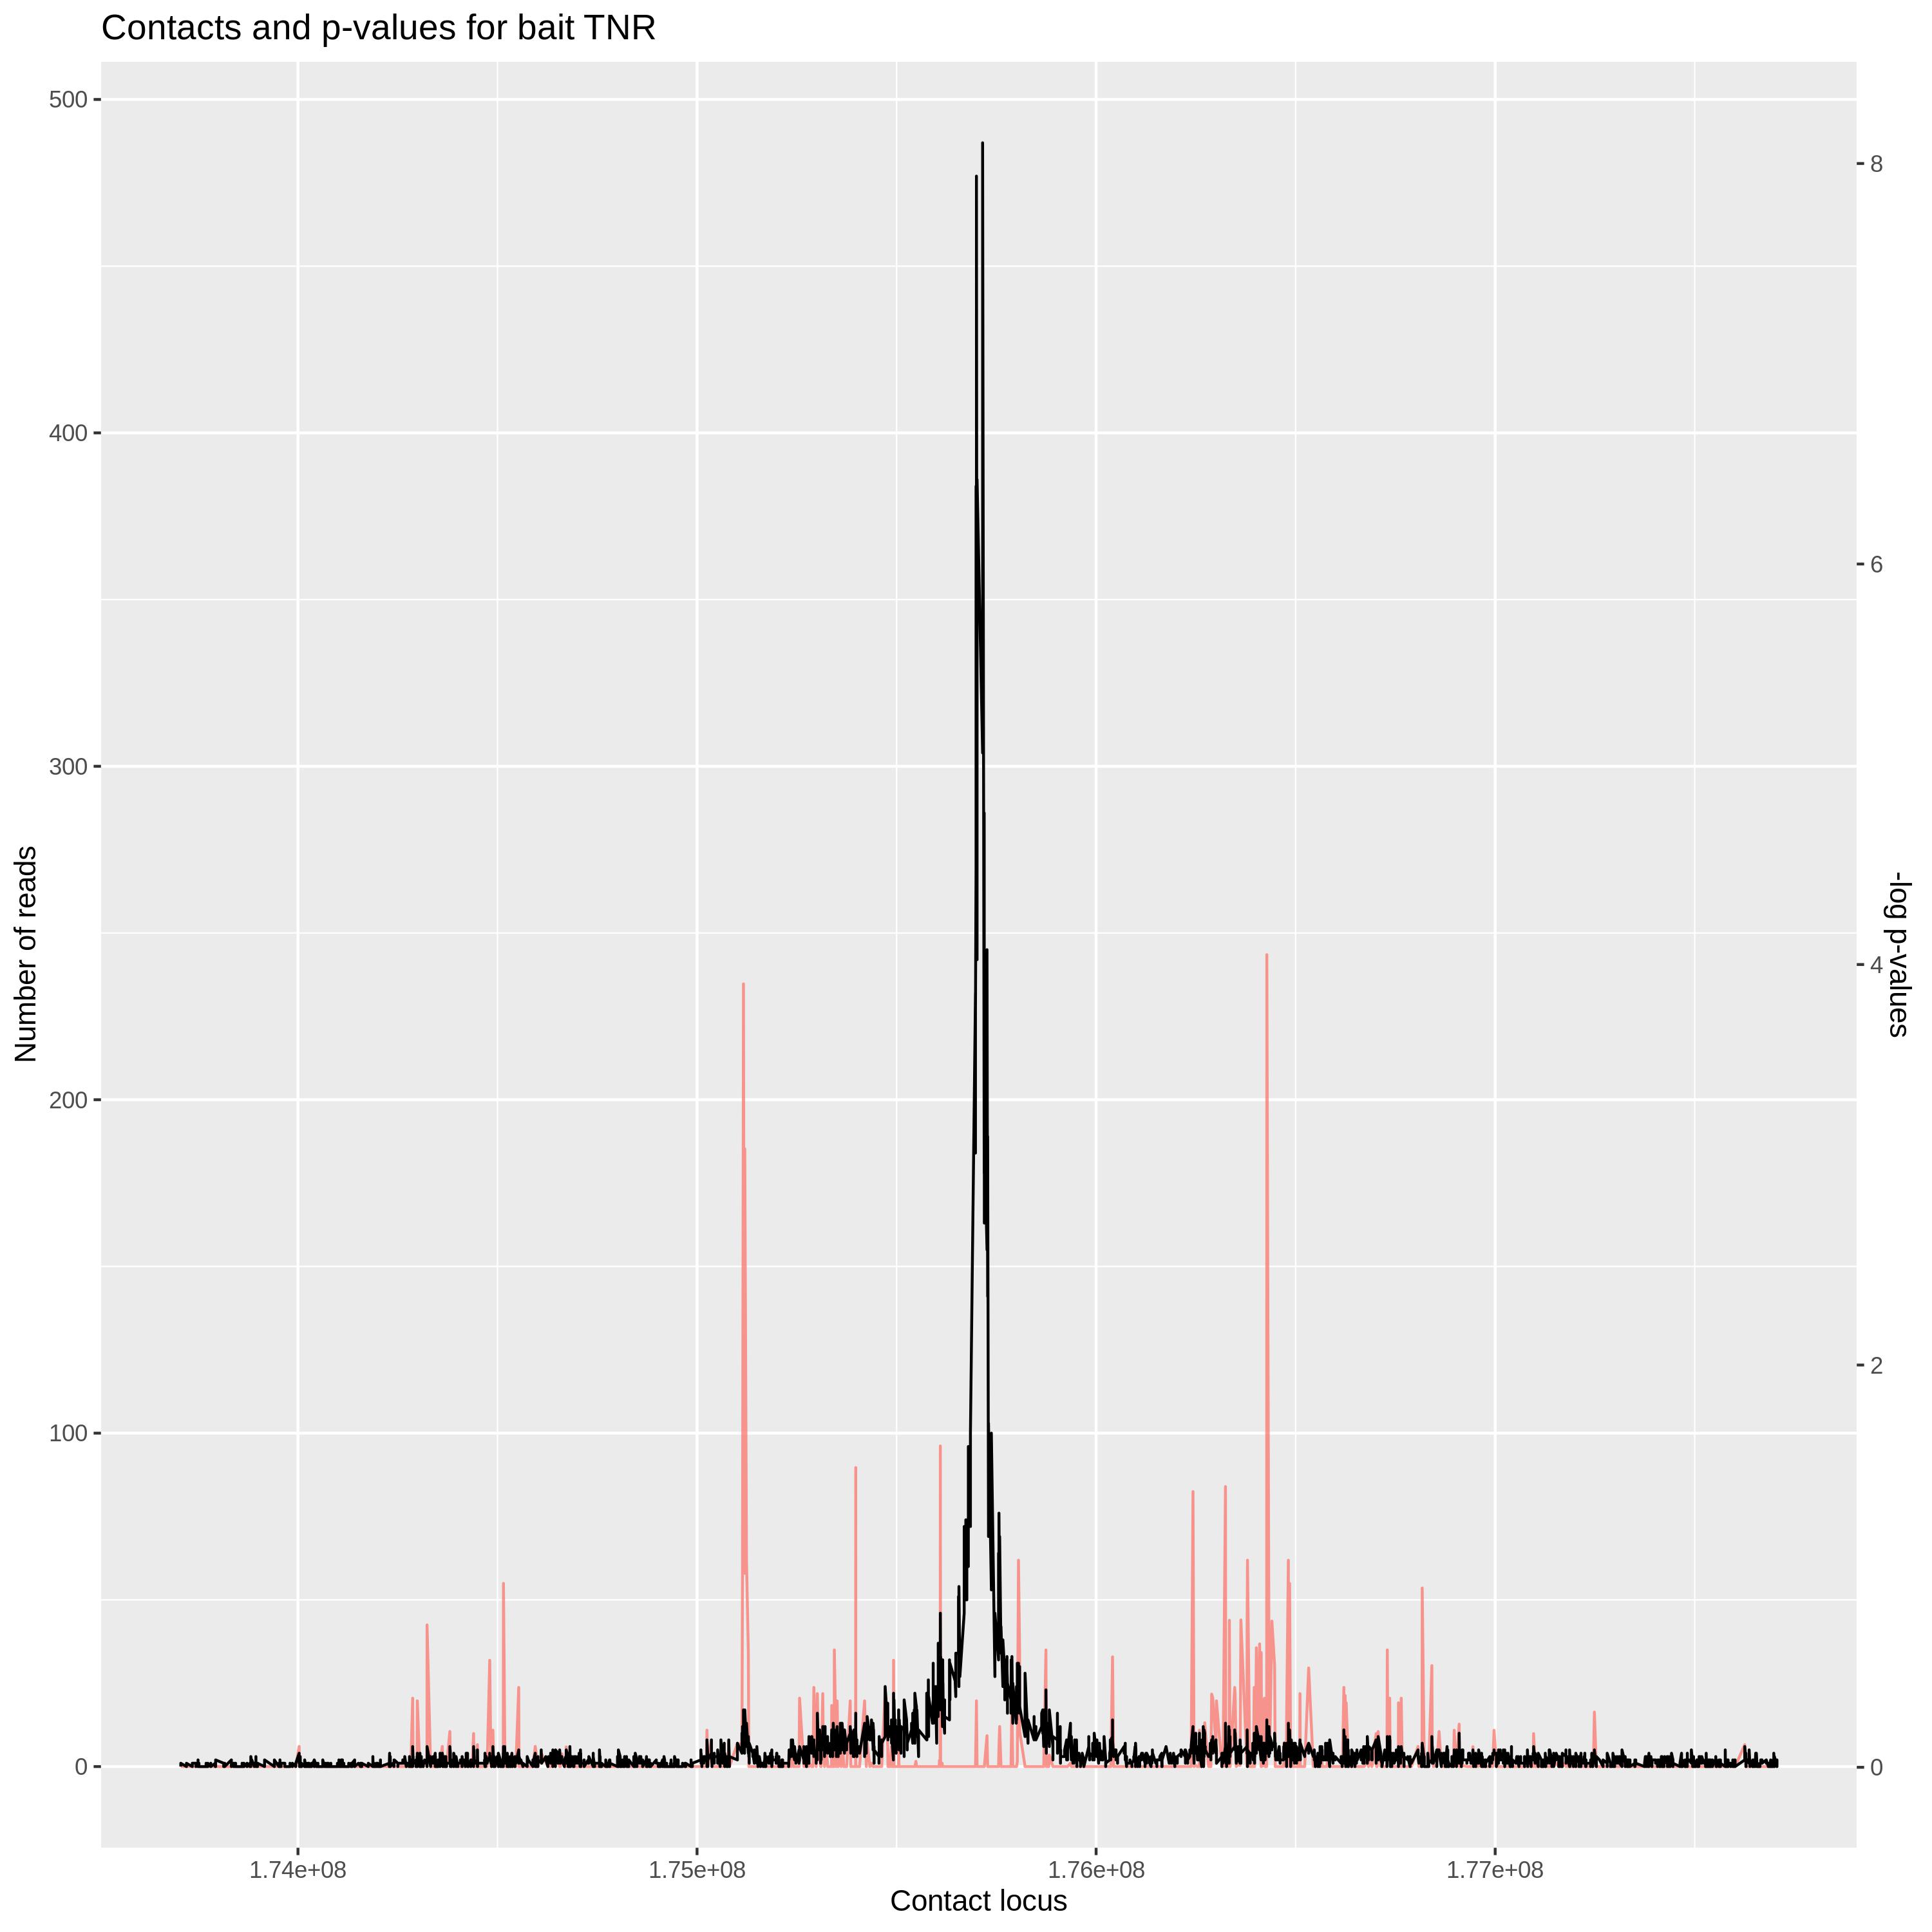 Contacts and p-values for bait TNR
500
400
300
200
100
0
Number of reads
8
6
4
2
0
-log p-values
1.74e+08
1.75e+08
1.76e+08
1.77e+08
Contact locus